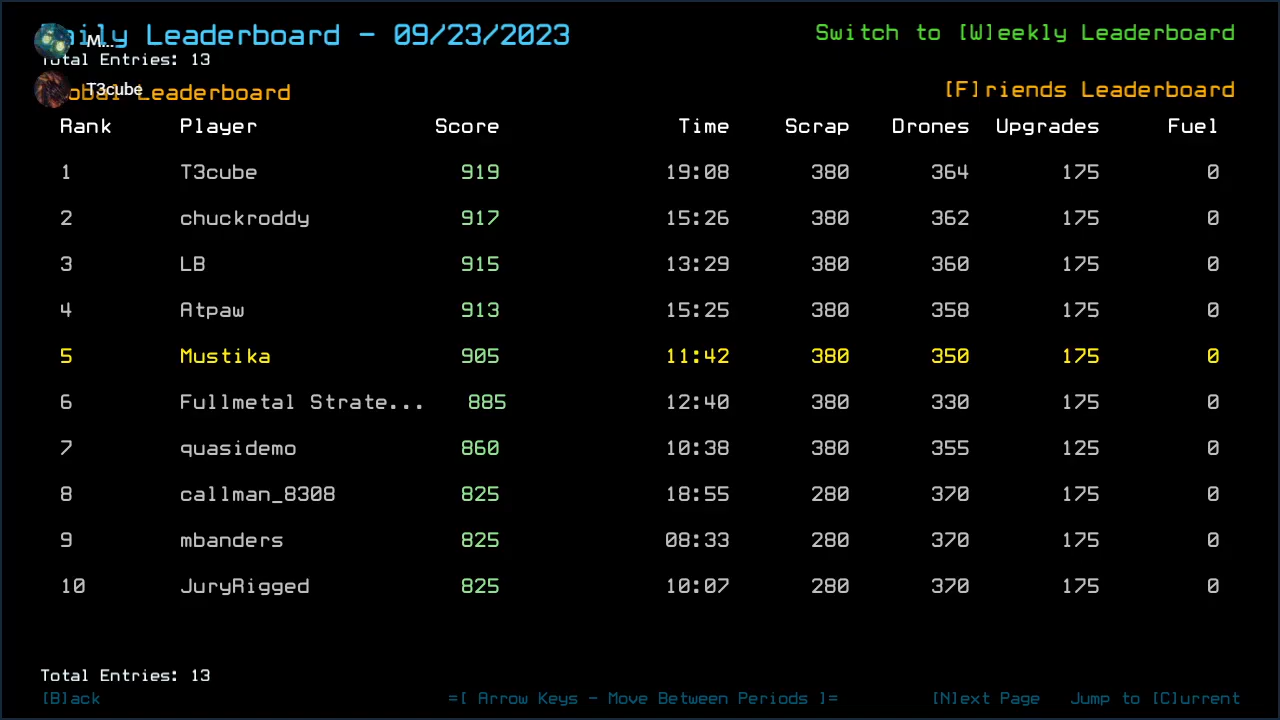 Daily Leaderboard - 09/23/2023
Switch to [W]eekly Leaderboard
M...
Total Entries: 13
T3cube
Global Leaderboard
[F]riends Leaderboard
Rank Player Score Time Scrap Drones Upgrades Fuel
1 T3cube 919 19:08 380 364 175 0
2 chuckroddy 917 15:26 380 362 175 0
3 LB 915 13:29 380 360 175 0
4 Atpaw 913 15:25 380 358 175 0
5 Mustika 905 11:42 380 350 175 0
6 Fullmetal Strate... 885 12:40 380 330 175 0
7 quasidemo 860 10:38 380 355 125 0
8 callman_8308 825 18:55 280 370 175 0
9 mbanders 825 08:33 280 370 175 0
10 JuryRigged 825 10:07 280 370 175 0
Total Entries: 13
[B]ack =[ Arrow Keys - Move Between Periods ]= [N]ext Page Jump to [C]urrent